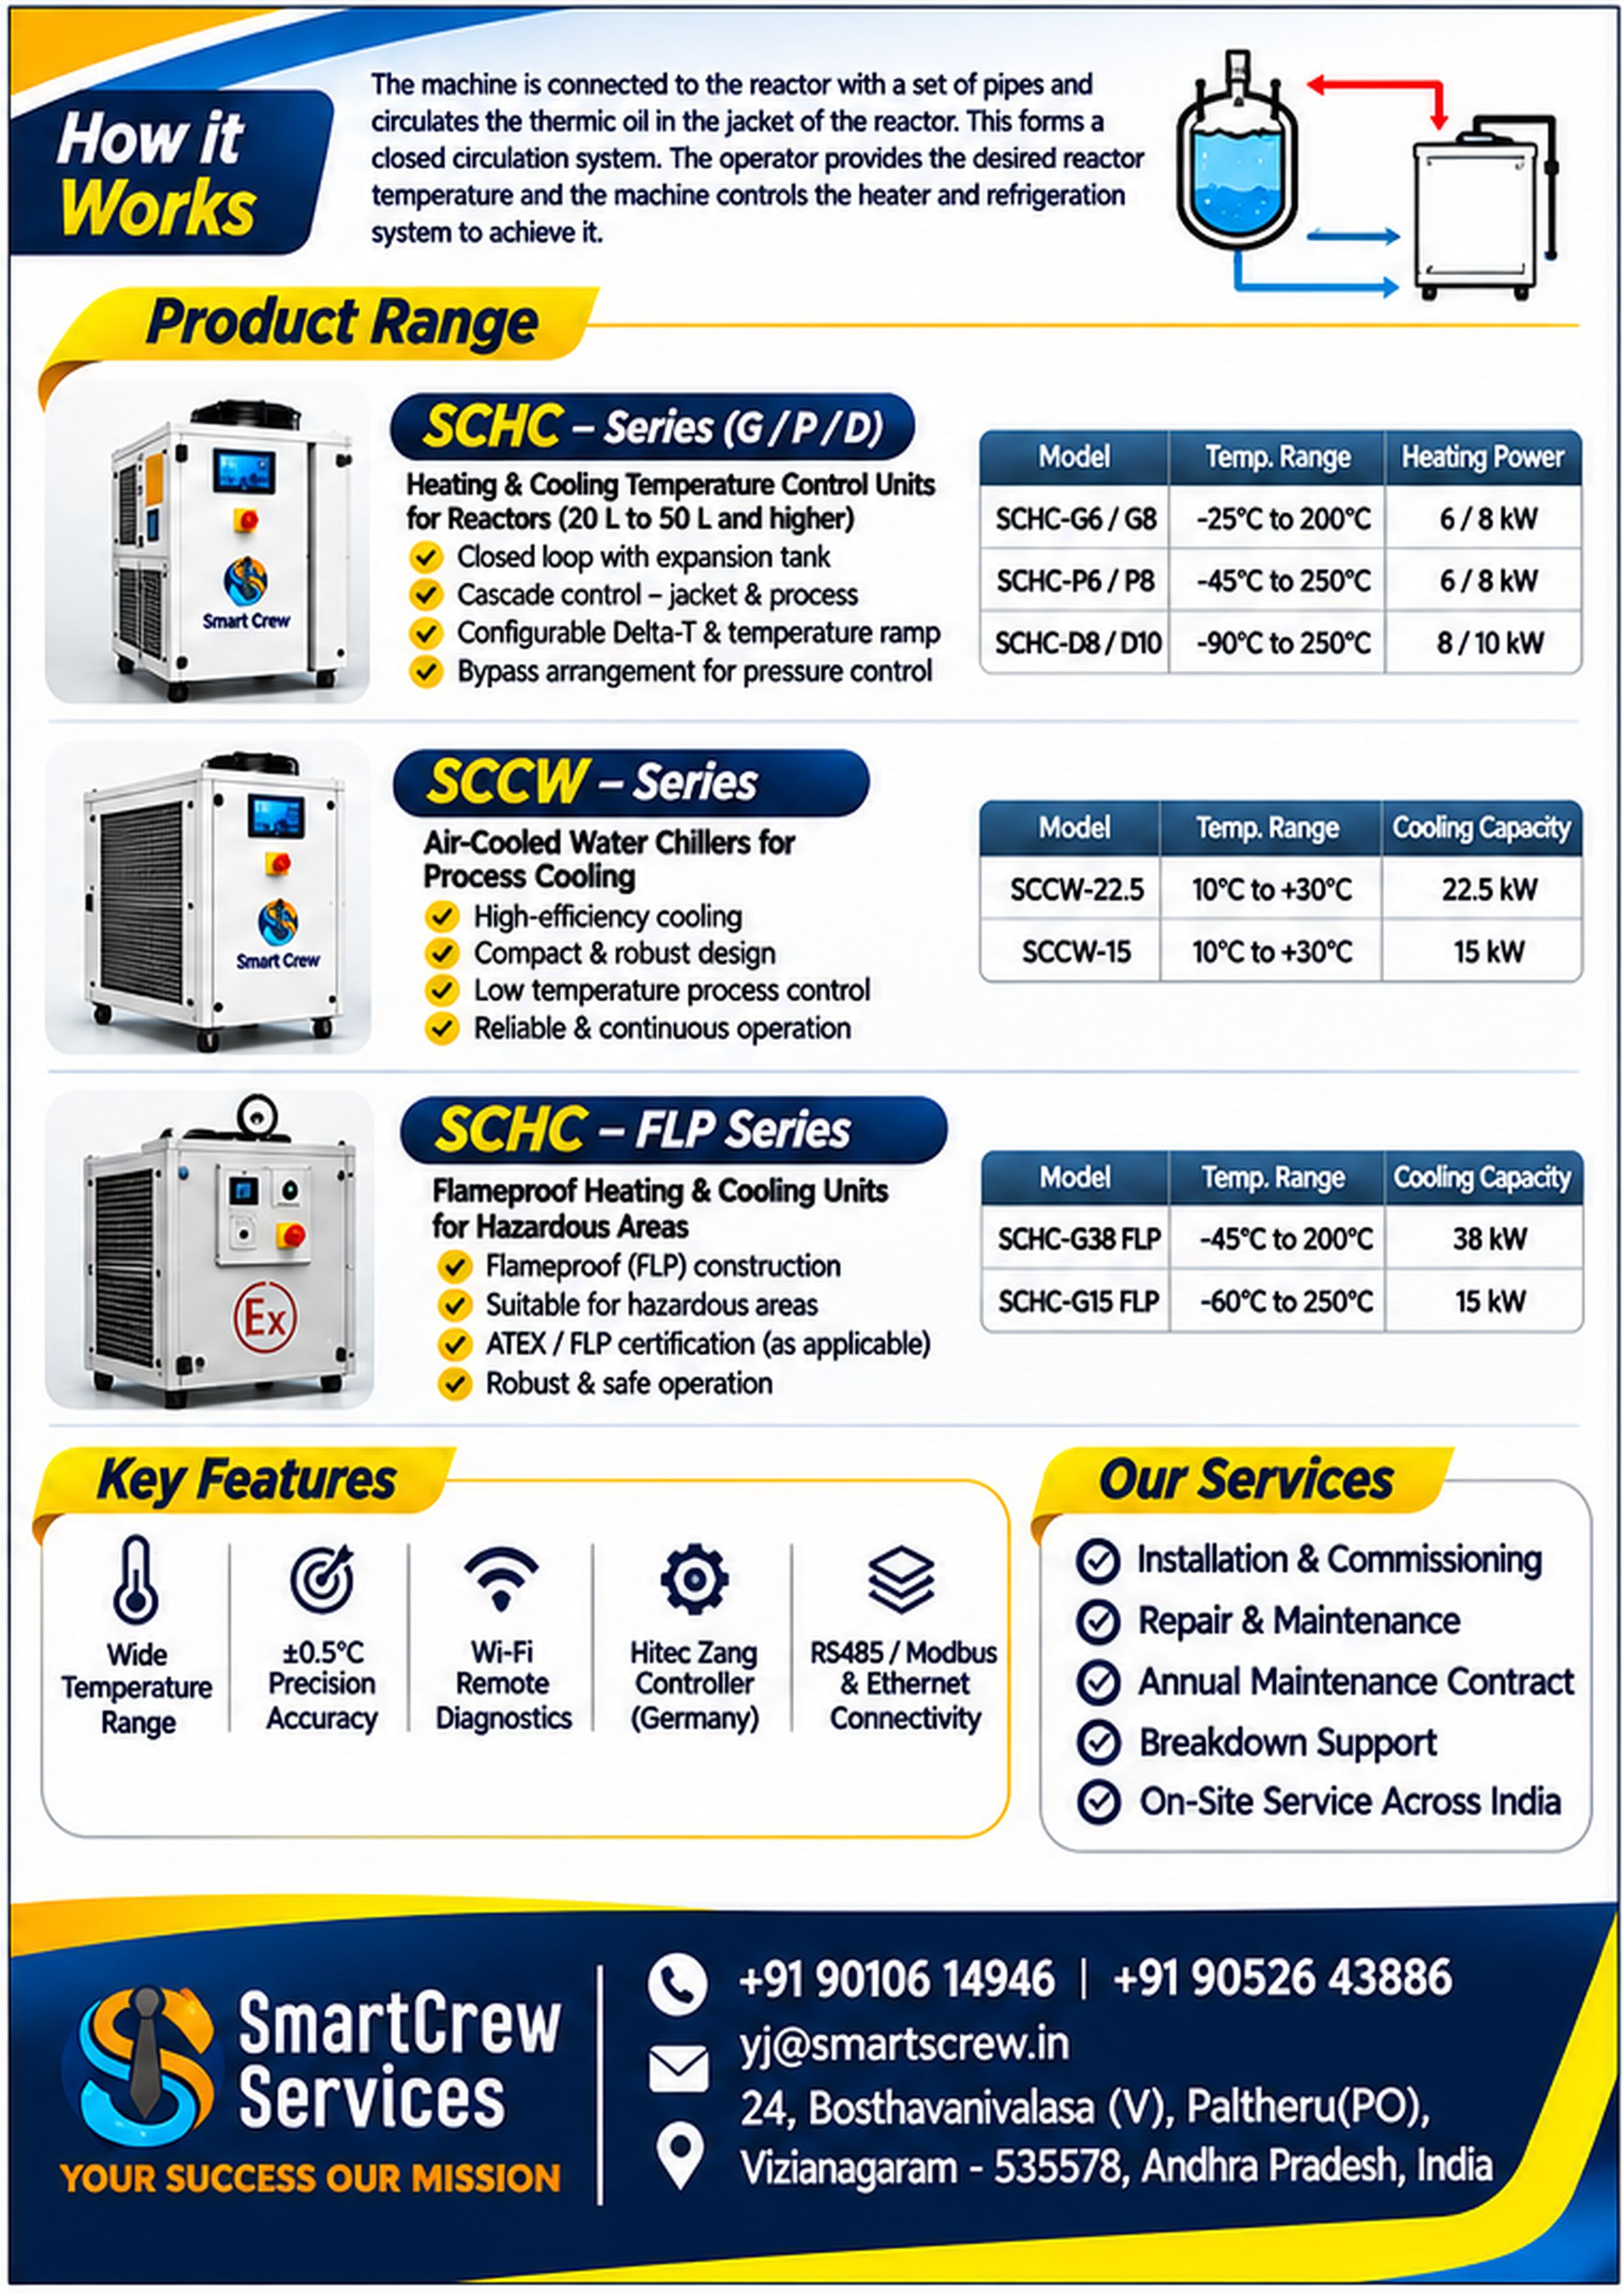 How it
Works
The machine is connected to the reactor with a set of pipes and
circulates the thermic oil in the jacket of the reactor. This forms a
closed circulation system. The operator provides the desired reactor
temperature and the machine controls the heater and refrigeration
system to achieve it.
Product Range
Smart Crew
SCHC – Series (G / P / D)
Heating & Cooling Temperature Control Units
for Reactors (20 L to 50 L and higher)
Closed loop with expansion tank
Cascade control – jacket & process
Configurable Delta-T & temperature ramp
Bypass arrangement for pressure control
Model Temp. Range Heating Power
SCHC-G6 / G8 -25°C to 200°C 6 / 8 kW
SCHC-P6 / P8 -45°C to 250°C 6 / 8 kW
SCHC-D8 / D10 -90°C to 250°C 8 / 10 kW
Smart Crew
SCCW – Series
Air-Cooled Water Chillers for
Process Cooling
High-efficiency cooling
Compact & robust design
Low temperature process control
Reliable & continuous operation
Model Temp. Range Cooling Capacity
SCCW-22.5 10°C to +30°C 22.5 kW
SCCW-15 10°C to +30°C 15 kW
Ex
SCHC – FLP Series
Flameproof Heating & Cooling Units
for Hazardous Areas
Flameproof (FLP) construction
Suitable for hazardous areas
ATEX / FLP certification (as applicable)
Robust & safe operation
Model Temp. Range Cooling Capacity
SCHC-G38 FLP -45°C to 200°C 38 kW
SCHC-G15 FLP -60°C to 250°C 15 kW
Key Features
Wide
Temperature
Range
±0.5°C
Precision
Accuracy
Wi-Fi
Remote
Diagnostics
Hitec Zang
Controller
(Germany)
RS485 / Modbus
& Ethernet
Connectivity
Our Services
Installation & Commissioning
Repair & Maintenance
Annual Maintenance Contract
Breakdown Support
On-Site Service Across India
SmartCrew
Services
YOUR SUCCESS OUR MISSION
+91 90106 14946 | +91 90526 43886
yj@smartscrew.in
24, Bosthavanivalasa (V), Paltheru(PO),
Vizianagaram - 535578, Andhra Pradesh, India